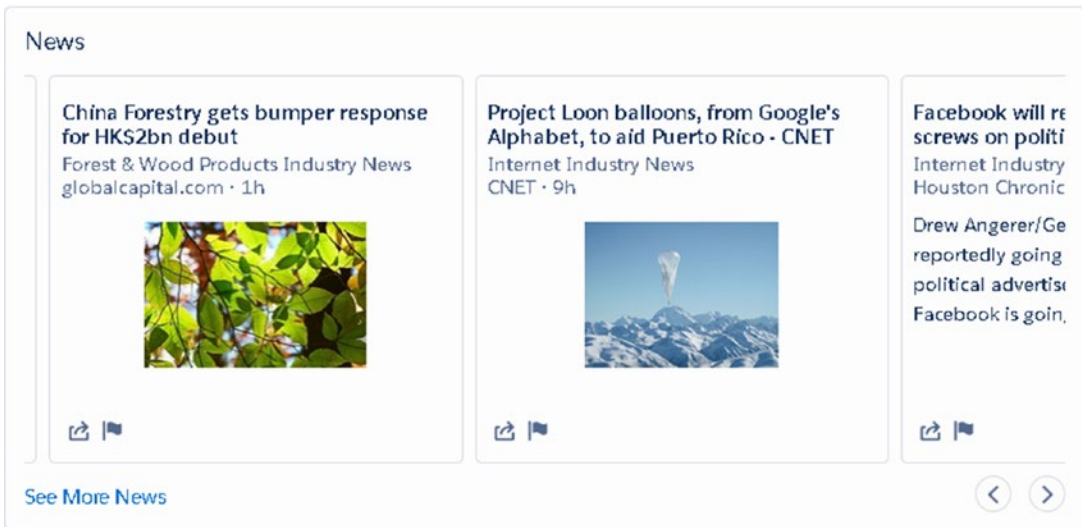 News
China Forestry gets bumper response
for HK$2bn debut
Forest & Wood Products Industry News
globalcapital.com · 1h
Project Loon balloons, from Google's
Alphabet, to aid Puerto Rico - CNET
Internet Industry News
CNET · 9h
Facebook will re
screws on politi
Internet Industry
Houston Chronic
Drew Angerer/Ge
reportedly going
political advertise
Facebook is goin,
See More News